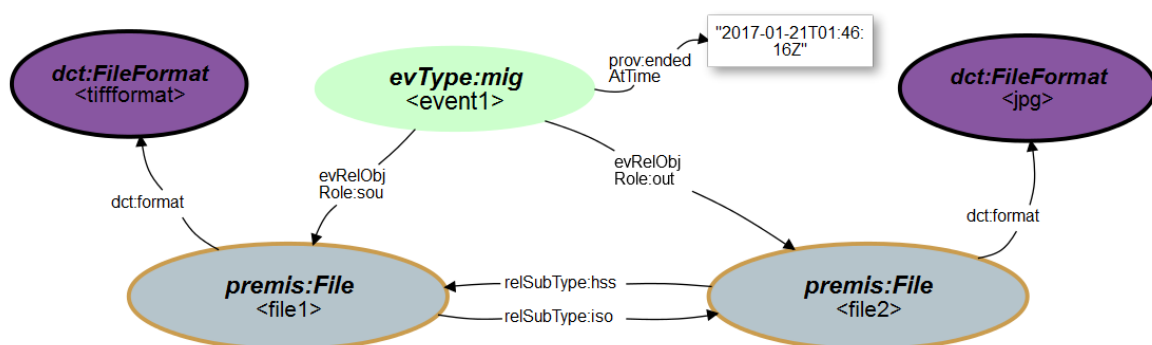 "2017-01-21T01:46:
16Z"
prov:ended
AtTime
dct:FileFormat
<tiffformat>
evType:mig
<event1>
dct:FileFormat
<jpg>
evRelObj
Role:sou
evRelObj
Role:out
dct:format
dct:format
premis:File
<file1>
relSubType:hss
relSubType:iso
premis:File
<file2>